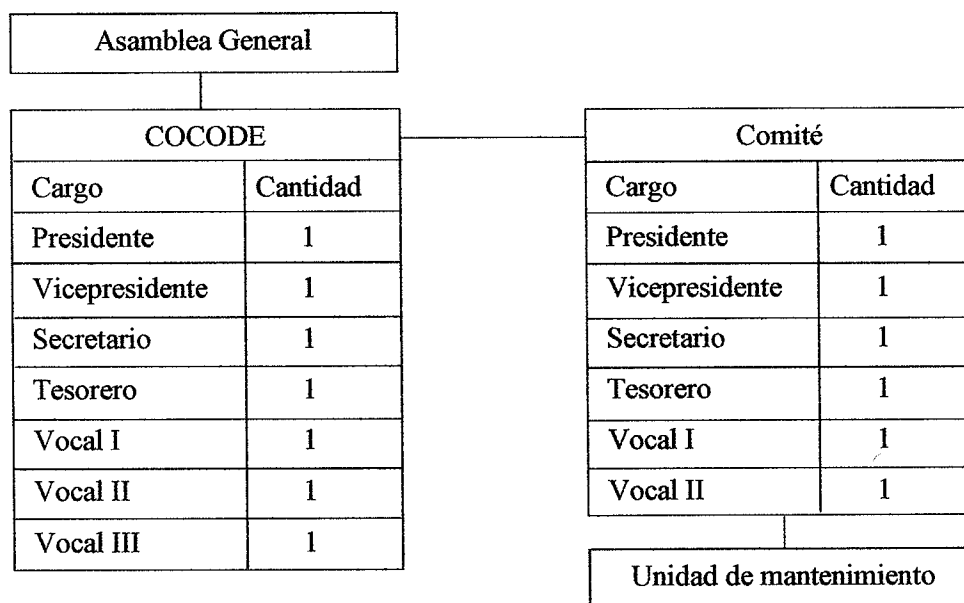 Asamblea General
COCODE
Cargo Cantidad
Presidente 1
Vicepresidente 1
Secretario 1
Tesorero 1
Vocal I 1
Vocal II 1
Vocal III 1
Comité
Cargo Cantidad
Presidente 1
Vicepresidente 1
Secretario 1
Tesorero 1
Vocal I 1
Vocal II 1
Unidad de mantenimiento